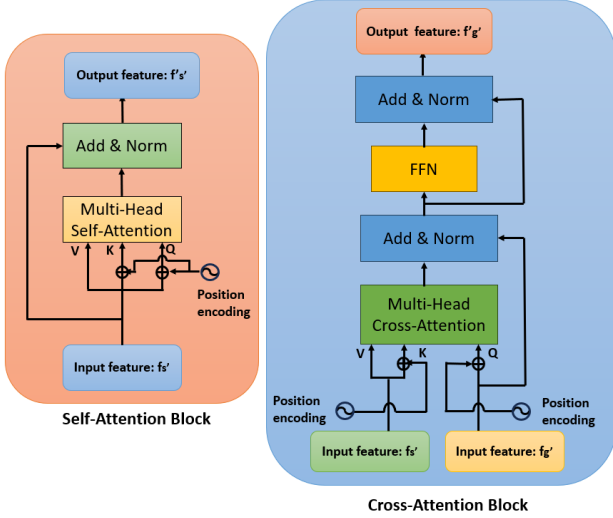 Output feature: f's'
Add & Norm
Multi-Head
Self-Attention
V K Q
Position
encoding
Input feature: fs'
Self-Attention Block
Output feature: f'g'
Add & Norm
FFN
Add & Norm
Multi-Head
Cross-Attention
V K Q
Position
encoding
Position
encoding
Input feature: fs'
Input feature: fg'
Cross-Attention Block